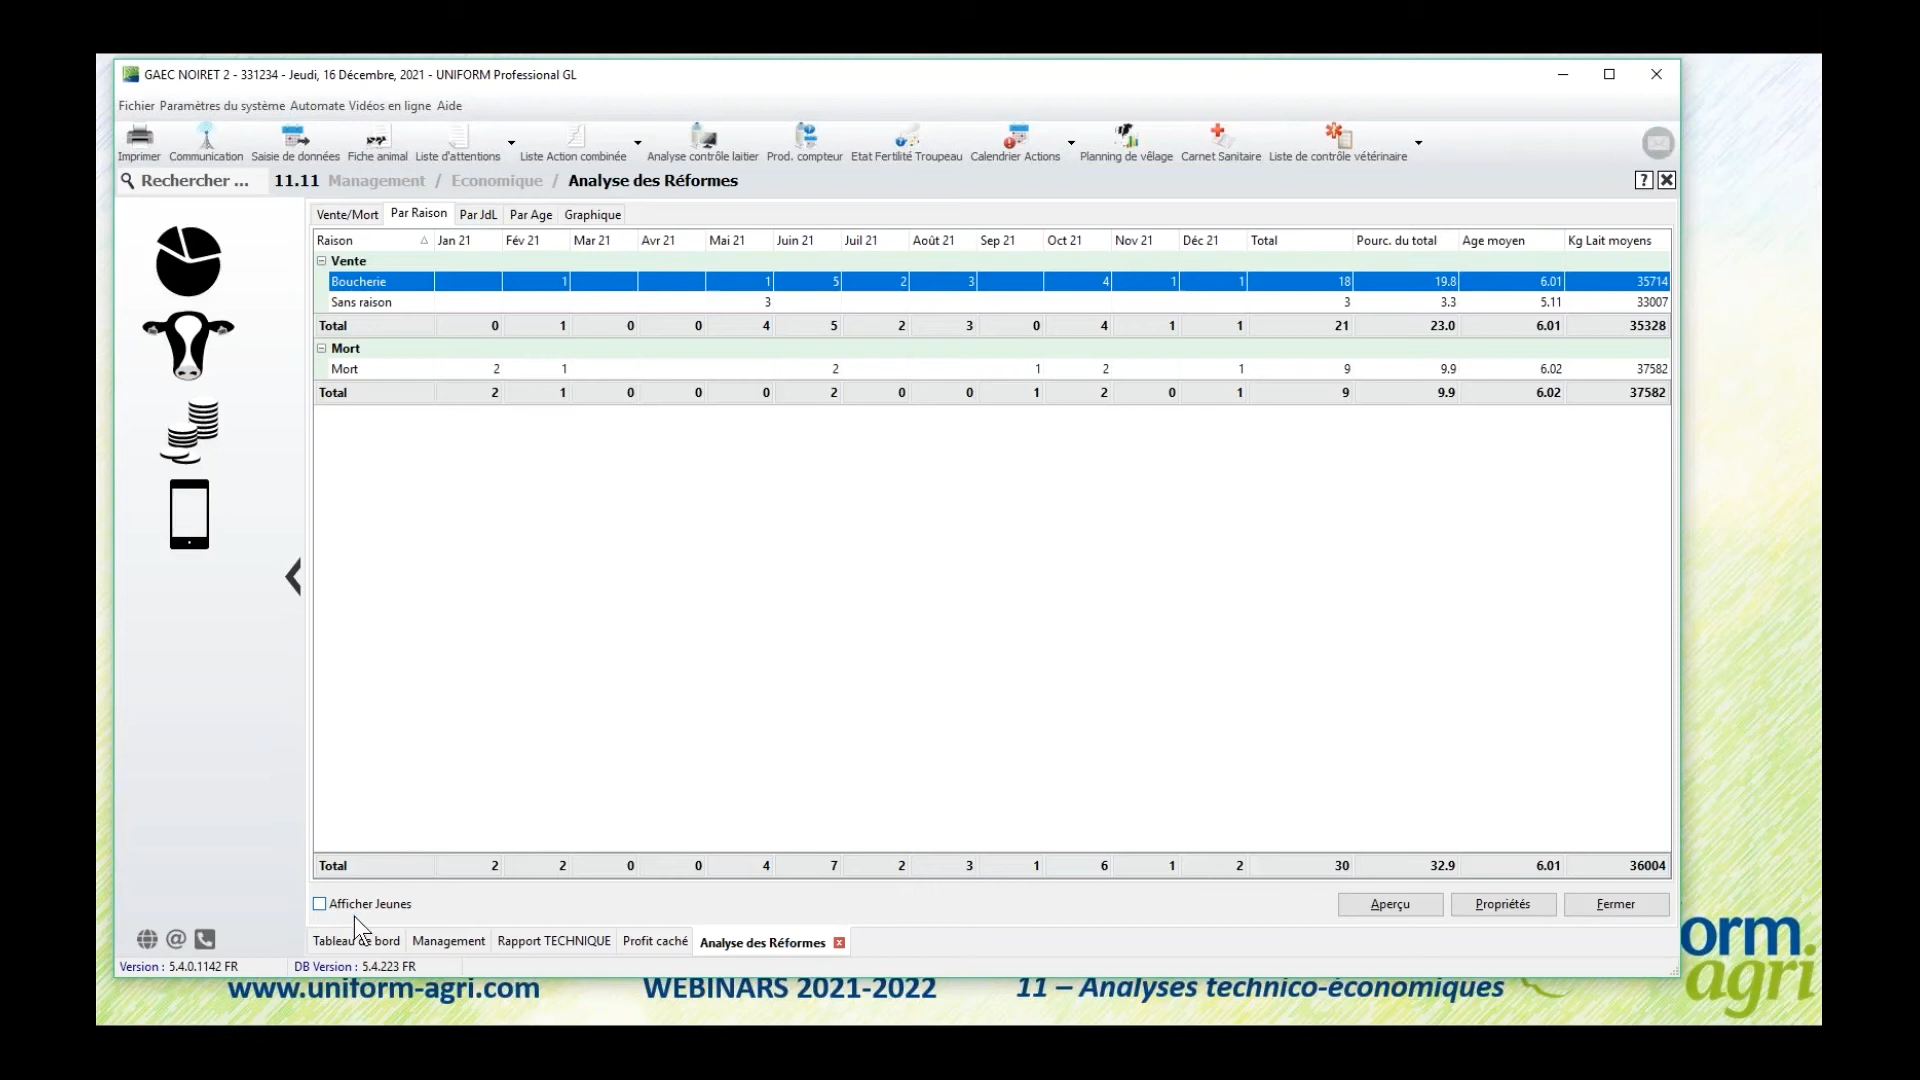 GAEC NOIRET 2 - 331234 - Jeudi, 16 Décembre, 2021 - UNIFORM Professional GL
Fichier Paramètres du système Automate Vidéos en ligne Aide
Imprimer Communication Saisie de données Fiche animal Liste d'attentions Liste Action combinée Analyse contrôle laitier Prod. compteur Etat Fertilité Troupeau Calendrier Actions Planning de vêlage Carnet Sanitaire Liste de contrôle vétérinaire
Rechercher ... 11.11 Management / Economique / Analyse des Réformes ?
Vente/Mort Par Raison Par JdL Par Age Graphique
Raison Jan 21 Fév 21 Mar 21 Avr 21 Mai 21 Juin 21 Juil 21 Août 21 Sep 21 Oct 21 Nov 21 Déc 21 Total Pourc. du total Age moyen Kg Lait moyens
Vente
Boucherie 1 1 5 2 3 4 1 1 18 19.8 6.01 35714
Sans raison 3 3 3.3 5.11 33007
Total 0 1 0 0 4 5 2 3 0 4 1 1 21 23.0 6.01 35328
Mort
Mort 2 1 2 1 2 1 9 9.9 6.02 37582
Total 2 1 0 0 0 2 0 0 1 2 0 1 9 9.9 6.02 37582
Total 2 2 0 0 4 7 2 3 1 6 1 2 30 32.9 6.01 36004
Afficher Jeunes Aperçu Propriétés Fermer
Tableau de bord Management Rapport TECHNIQUE Profit caché Analyse des Réformes
Version : 5.4.0.1142 FR DB Version : 5.4.223 FR
www.uniform-agri.com WEBINARS 2021-2022 11 – Analyses technico-économiques
orm.
agri